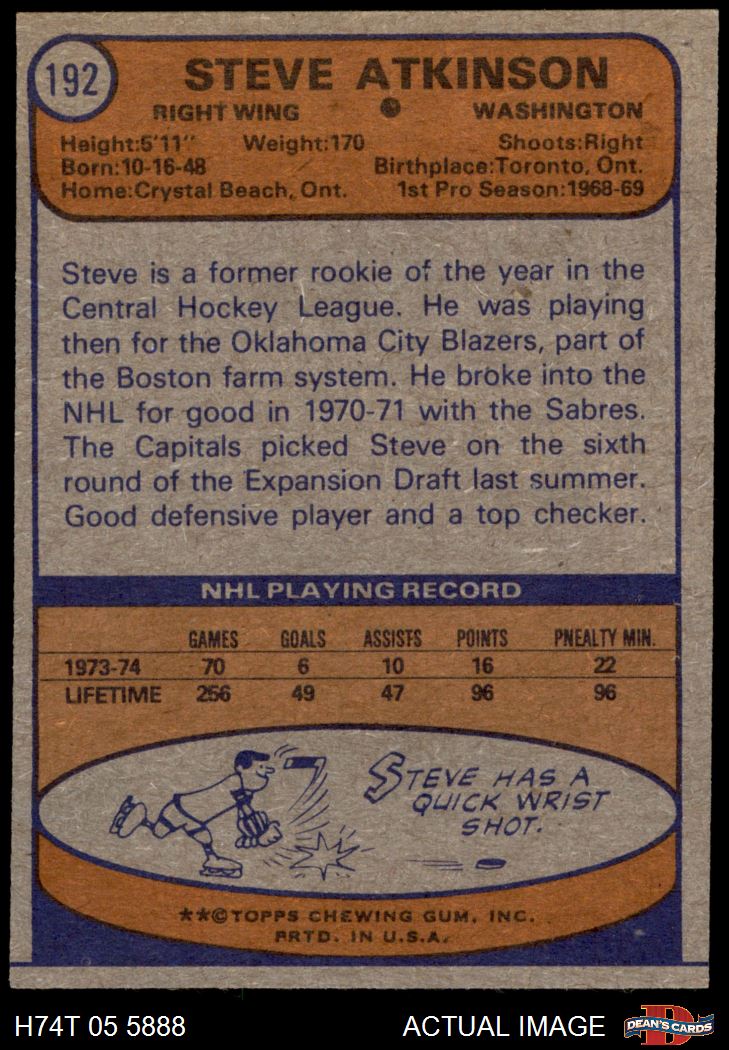 192
STEVE ATKINSON
RIGHT WING WASHINGTON
Height:5'11" Weight:170 Shoots:Right
Born:10-16-48 Birthplace:Toronto, Ont.
Home:Crystal Beach, Ont. 1st Pro Season:1968-69
Steve is a former rookie of the year in the
Central Hockey League. He was playing
then for the Oklahoma City Blazers, part of
the Boston farm system. He broke into the
NHL for good in 1970-71 with the Sabres.
The Capitals picked Steve on the sixth
round of the Expansion Draft last summer.
Good defensive player and a top checker.
NHL PLAYING RECORD
GAMES GOALS ASSISTS POINTS PNEALTY MIN.
1973-74 70 6 10 16 22
LIFETIME 256 49 47 96 96
STEVE HAS A
QUICK WRIST
SHOT.
**©TOPPS CHEWING GUM, INC.
PRTD. IN U.S.A.
H74T 05 5888 ACTUAL IMAGE DEAN'S CARDS